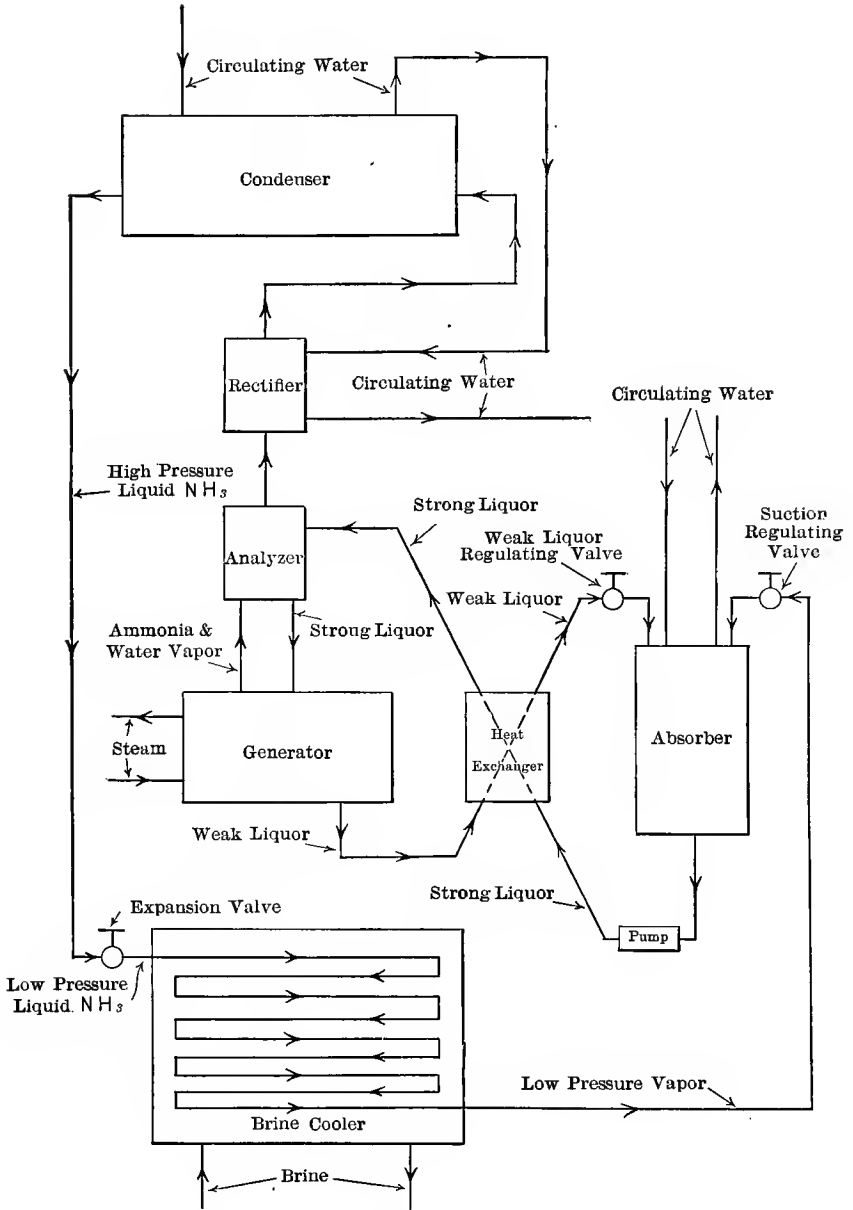 Circulating Water
Condenser
Rectifier
Circulating Water
Circulating Water
High Pressure
Liquid NH3
Strong Liquor
Weak Liquor
Regulating Valve
Suction
Regulating
Valve
Analyzer
Weak Liquor
Ammonia &
Water Vapor
Strong Liquor
Steam
Generator
Heat
Exchanger
Absorber
Weak Liquor
Strong Liquor
Expansion Valve
Pump
Low Pressure
Liquid. NH3
Low Pressure Vapor
Brine Cooler
Brine